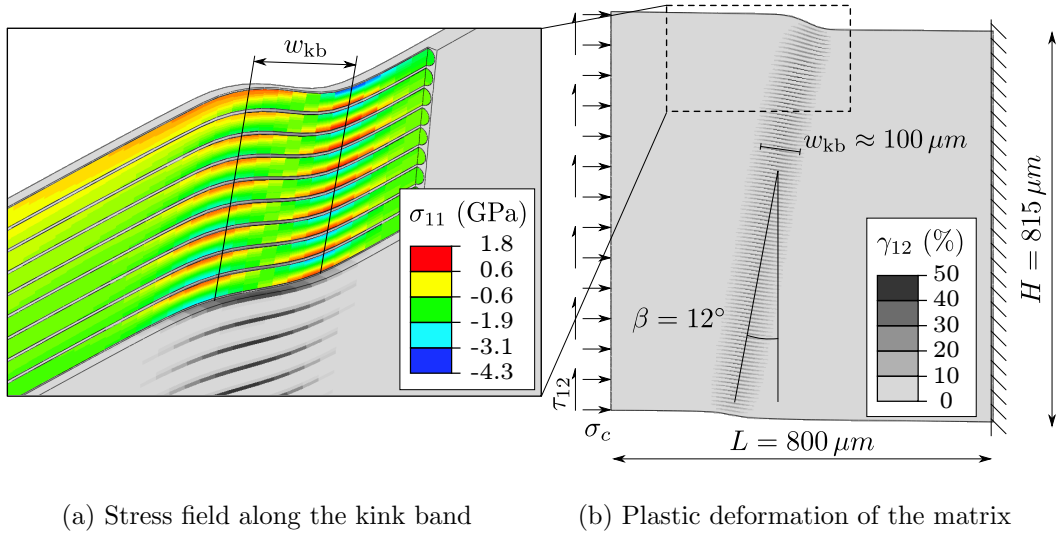 w_kb
σ_11 (GPa)
1.8
0.6
-0.6
-1.9
-3.1
-4.3
τ_12
σ_c
w_kb ≈ 100 μm
β = 12°
γ_12 (%)
50
40
30
20
10
0
H = 815 μm
L = 800 μm
(a) Stress field along the kink band
(b) Plastic deformation of the matrix